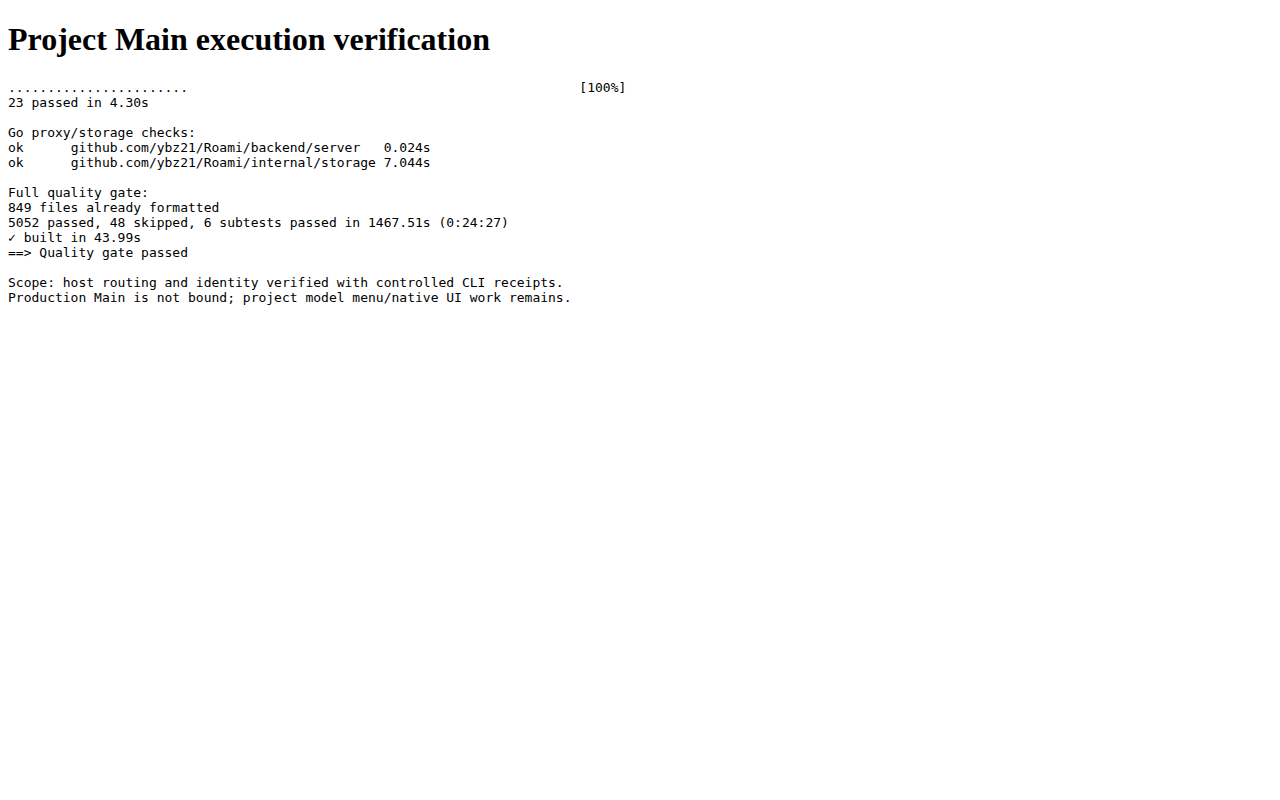 Project Main execution verification
....................... [100%]
23 passed in 4.30s
Go proxy/storage checks:
ok github.com/ybz21/Roami/backend/server 0.024s
ok github.com/ybz21/Roami/internal/storage 7.044s
Full quality gate:
849 files already formatted
5052 passed, 48 skipped, 6 subtests passed in 1467.51s (0:24:27)
✓ built in 43.99s
==> Quality gate passed
Scope: host routing and identity verified with controlled CLI receipts.
Production Main is not bound; project model menu/native UI work remains.